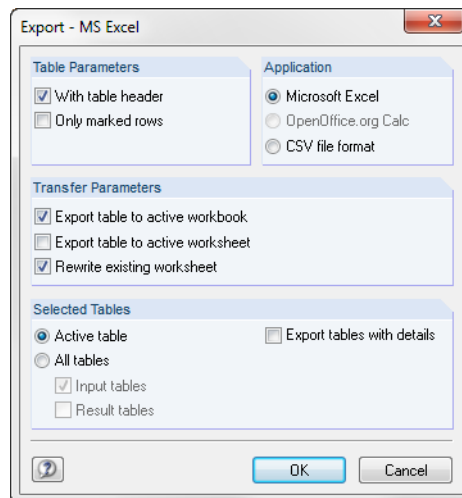 Export - MS Excel
Table Parameters
With table header
Only marked rows
Application
Microsoft Excel
OpenOffice.org Calc
CSV file format
Transfer Parameters
Export table to active workbook
Export table to active worksheet
Rewrite existing worksheet
Selected Tables
Active table
Export tables with details
All tables
Input tables
Result tables
OK
Cancel